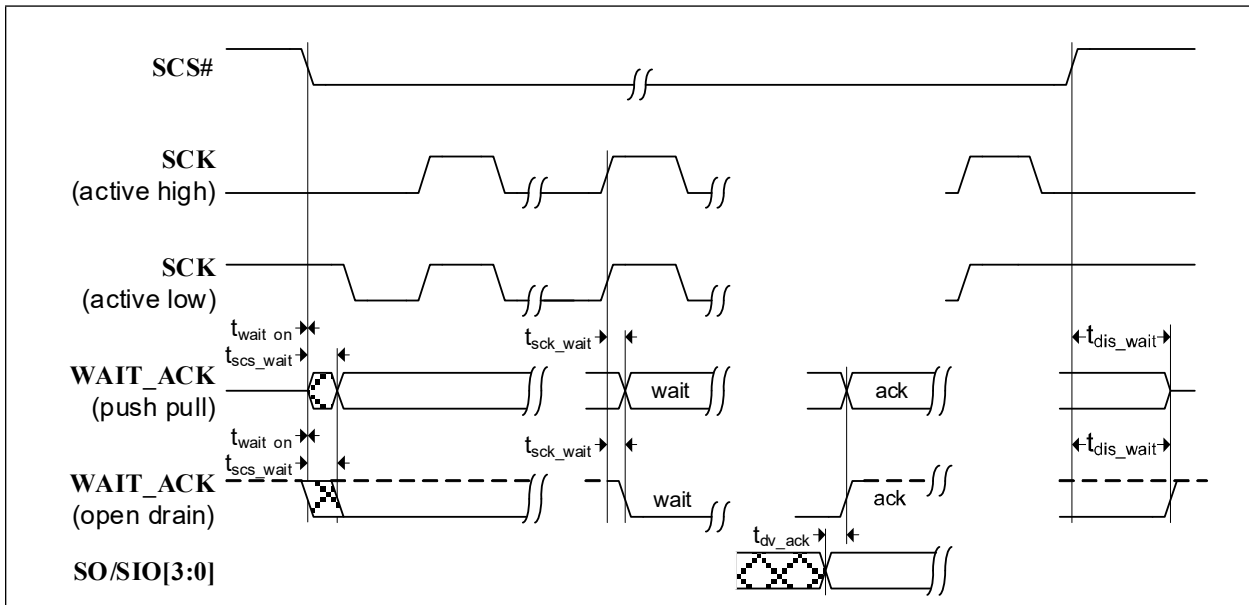 SCS#
SCK
(active high)
SCK
(active low)
t_wait on
t_scs_wait
t_sck_wait
t_dis_wait
WAIT_ACK
(push pull)
wait
ack
t_wait on
t_scs_wait
t_sck_wait
t_dis_wait
WAIT_ACK
(open drain)
wait
ack
t_dv_ack
SO/SIO[3:0]